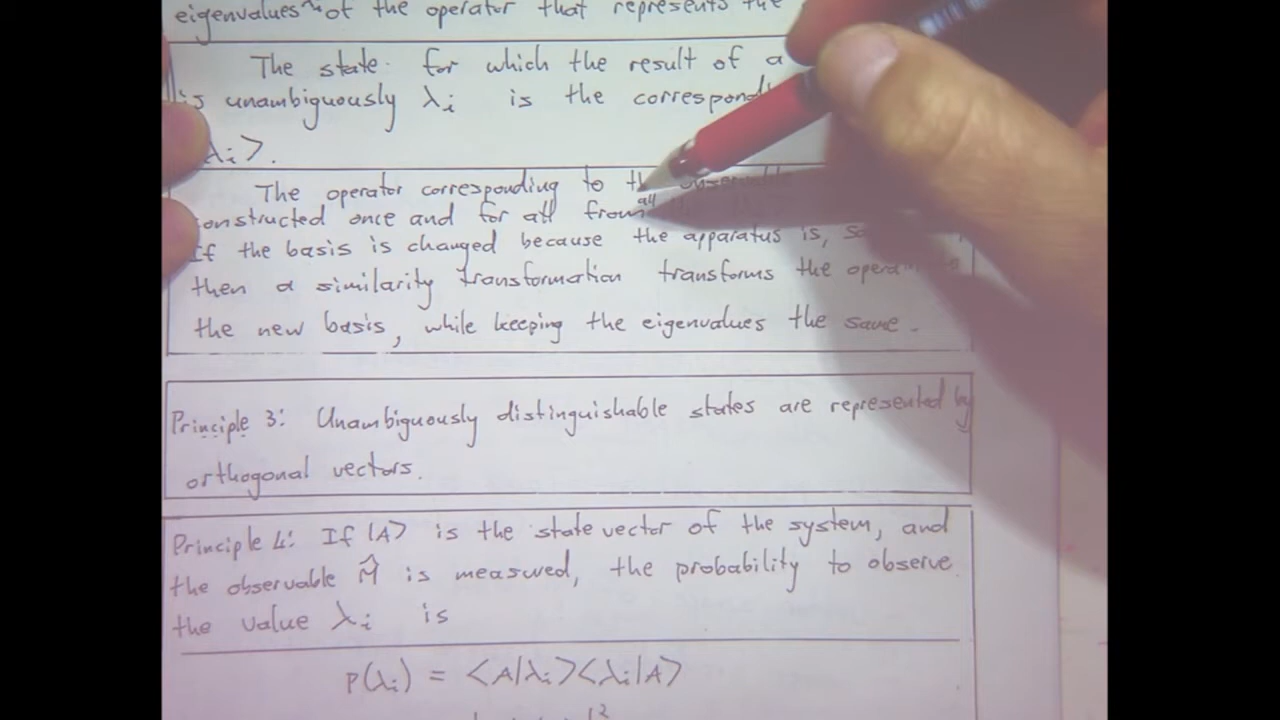 eigenvalues of the operator that represents the
The state for which the result of a
is unambiguously λi is the
λi⟩.
The operator corresponding to
constructed once and for all from all
If the basis is changed because the apparatus is,
then a similarity transformation transforms the
the new basis, while keeping the eigenvalues the same.
Principle 3: Unambiguously distinguishable states are represented by
orthogonal vectors.
Principle 4: If |A⟩ is the state vector of the system, and
the observable M̂ is measured, the probability to observe
the value λi is
P(λi) = ⟨A|λi⟩⟨λi|A⟩